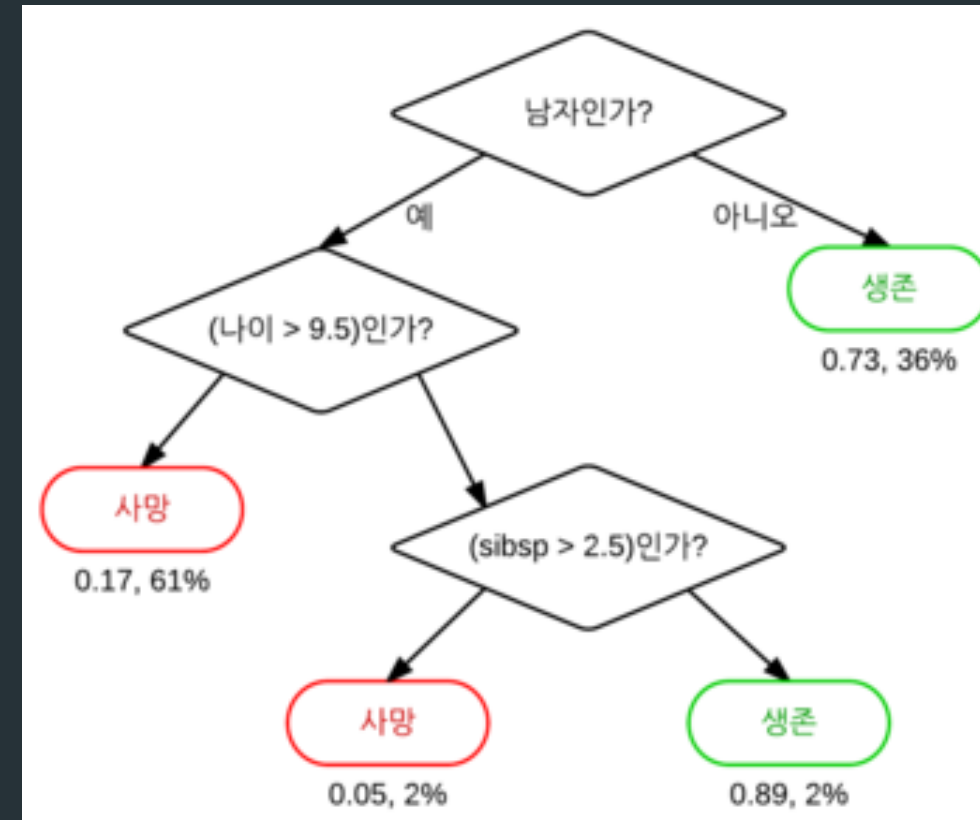 남자인가?
예
아니오
생존
0.73, 36%
(나이 > 9.5)인가?
사망
0.17, 61%
(sibsp > 2.5)인가?
사망
0.05, 2%
생존
0.89, 2%